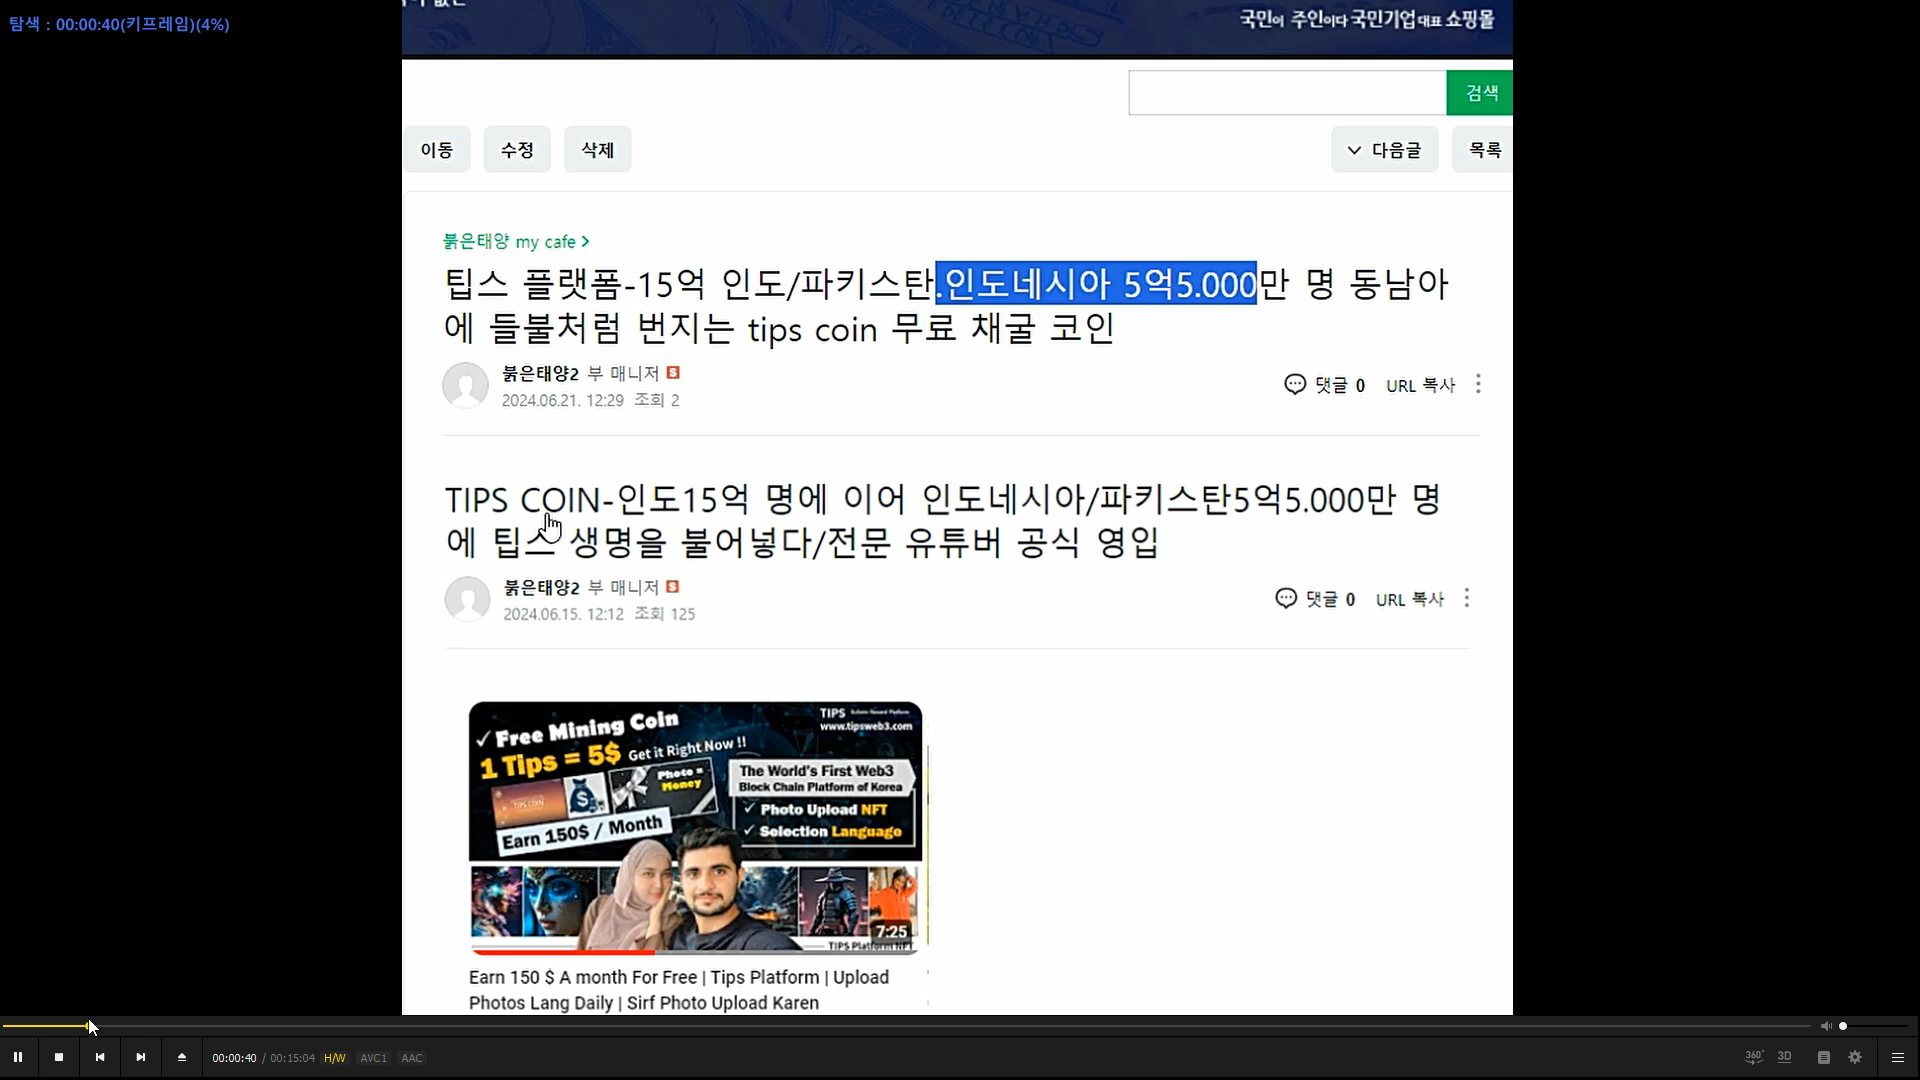 탐색 : 00:00:40(키프레임)(4%)
국민이 주인이다 국민기업대표 쇼핑몰
검색
이동 수정 삭제 다음글 목록
붉은태양 my cafe >
팁스 플랫폼-15억 인도/파키스탄.인도네시아 5억5.000만 명 동남아
에 들불처럼 번지는 tips coin 무료 채굴 코인
붉은태양2 부 매니저 S
2024.06.21. 12:29 조회 2
댓글 0 URL 복사
TIPS COIN-인도15억 명에 이어 인도네시아/파키스탄5억5.000만 명
에 팁스 생명을 불어넣다/전문 유튜버 공식 영입
붉은태양2 부 매니저 S
2024.06.15. 12:12 조회 125
댓글 0 URL 복사
✓ Free Mining Coin
1 Tips = 5$ Get it Right Now !!
TIPS
www.tipsweb3.com
Photo =
Money
TIPS COIN
Earn 150$ / Month
The World's First Web3
Block Chain Platform of Korea
✓ Photo Upload NFT
✓ Selection Language
7:25
TIPS Platform NFT
Earn 150 $ A month For Free | Tips Platform | Upload
Photos Lang Daily | Sirf Photo Upload Karen
00:00:40 / 00:15:04 H/W AVC1 AAC
360° 3D